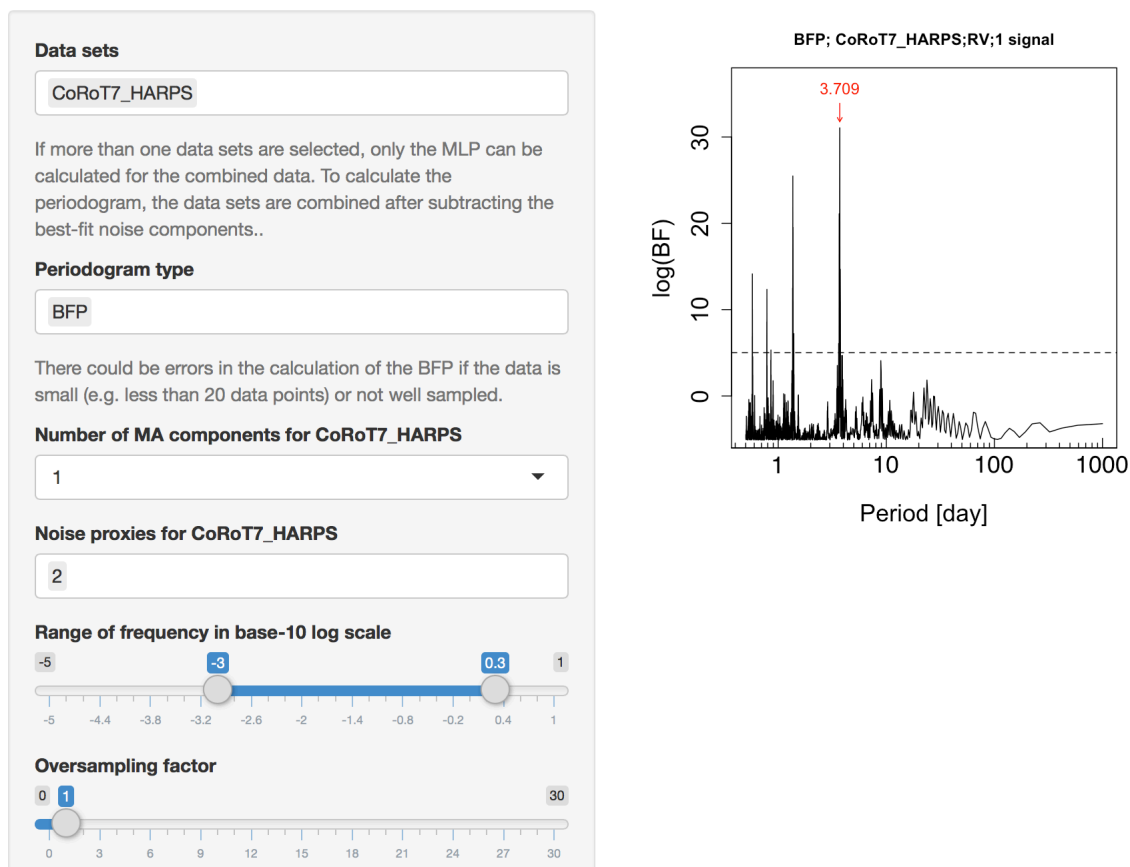 Data sets
CoRoT7_HARPS
If more than one data sets are selected, only the MLP can be
calculated for the combined data. To calculate the
periodogram, the data sets are combined after subtracting the
best-fit noise components..
Periodogram type
BFP
There could be errors in the calculation of the BFP if the data is
small (e.g. less than 20 data points) or not well sampled.
Number of MA components for CoRoT7_HARPS
1
Noise proxies for CoRoT7_HARPS
2
Range of frequency in base-10 log scale
-5 -3 0.3 1
-5 -4.4 -3.8 -3.2 -2.6 -2 -1.4 -0.8 -0.2 0.4 1
Oversampling factor
0 1 30
0 3 6 9 12 15 18 21 24 27 30
BFP; CoRoT7_HARPS;RV;1 signal
3.709
log(BF)
30
20
10
0
1 10 100 1000
Period [day]